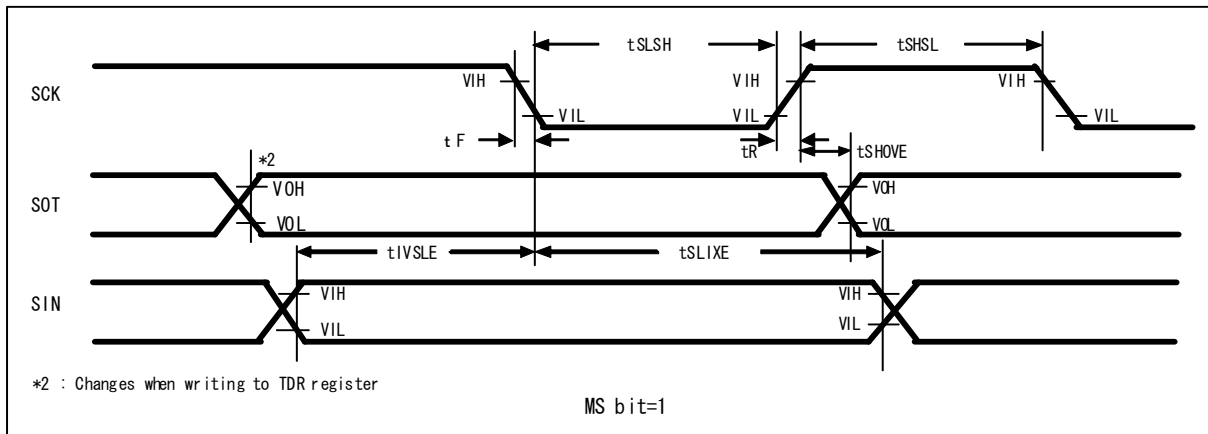 tSLSH tSHSL
SCK VIH VIL VIH VIL VIH VIL
tF tR tSHOVE
*2
SOT VOH VOL VOH VOL
tIVSLE tSLIXE
SIN VIH VIL VIH VIL
*2 : Changes when writing to TDR register
MS bit=1